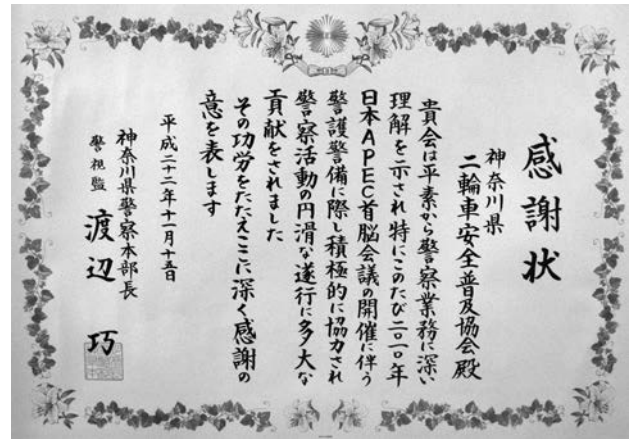 感謝状
神奈川県
二輪車安全普及協会殿
貴会は平素から警察業務に深い
理解を示され特にこのたび二〇一〇年
日本APEC首脳会議の開催に伴う
警護警備に際し積極的に協力され
警察活動の円滑な遂行に多大な
貢献をされました
その功労をたたえここに深く感謝の
意を表します
平成二十二年十一月十五日
神奈川県警察本部長
警視監 渡辺 巧